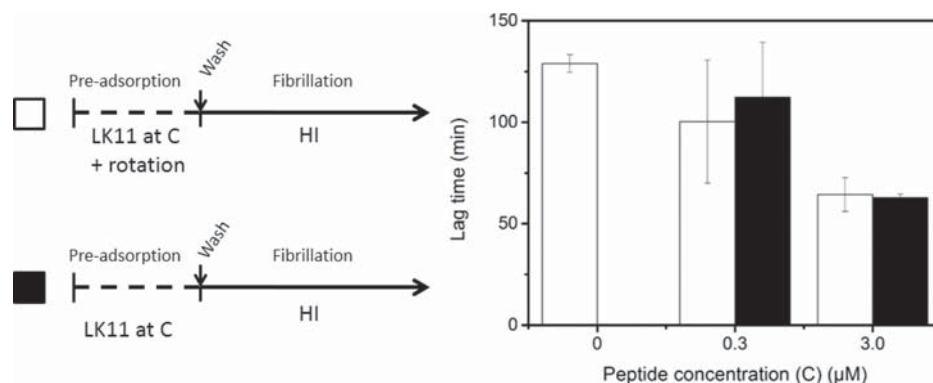 Pre-adsorption
Wash
Fibrillation
LK11 at C
+ rotation
HI
Pre-adsorption
Wash
Fibrillation
LK11 at C
HI
150
100
50
0
Lag time (min)
0
0.3
3.0
Peptide concentration (C) (µM)